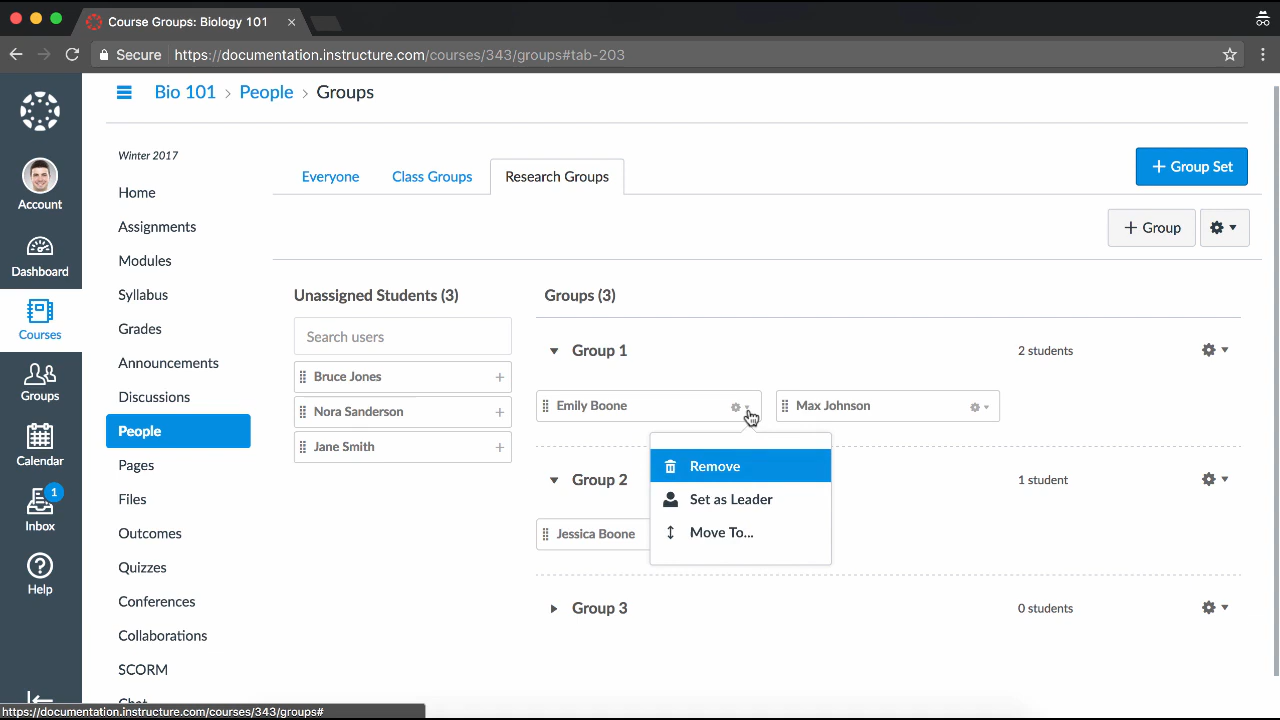 Course Groups: Biology 101
Secure https://documentation.instructure.com/courses/343/groups#tab-203
Bio 101 > People > Groups
Account
Dashboard
Courses
Groups
Calendar
1
Inbox
Help
Winter 2017
Home
Assignments
Modules
Syllabus
Grades
Announcements
Discussions
People
Pages
Files
Outcomes
Quizzes
Conferences
Collaborations
SCORM
Chat
Everyone Class Groups Research Groups
+ Group Set
+ Group
Unassigned Students (3)
Search users
Bruce Jones +
Nora Sanderson +
Jane Smith +
Groups (3)
Group 1 2 students
Emily Boone Max Johnson
Remove
Set as Leader
Move To...
Group 2 1 student
Jessica Boone
Group 3 0 students
https://documentation.instructure.com/courses/343/groups#